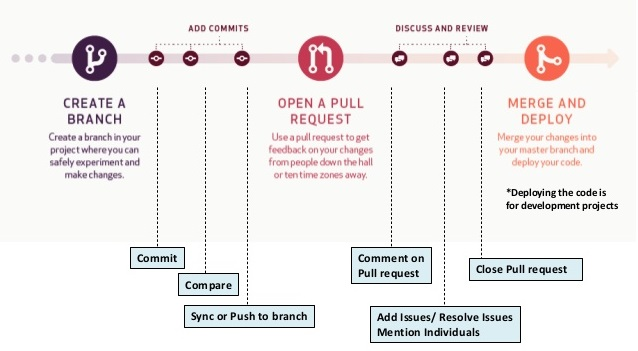 ADD COMMITS
DISCUSS AND REVIEW
CREATE A
BRANCH
Create a branch in your
project where you can
safely experiment and
make changes.
OPEN A PULL
REQUEST
Use a pull request to get
feedback on your changes
from people down the hall
or ten time zones away.
MERGE AND
DEPLOY
Merge your changes into
your master branch and
deploy your code.
*Deploying the code is
for development projects
Commit
Compare
Sync or Push to branch
Comment on
Pull request
Add Issues/ Resolve Issues
Mention Individuals
Close Pull request